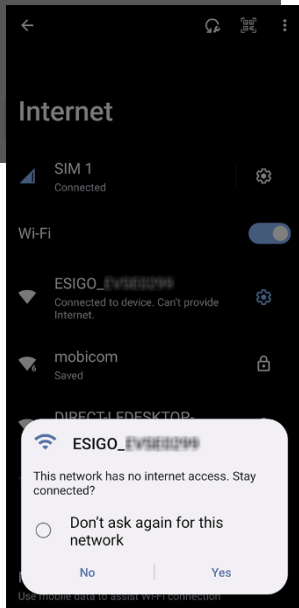 Internet
SIM 1
Connected
Wi-Fi
ESIGO_
Connected to device. Can't provide
Internet.
mobicom
Saved
DIRECT-LEDESKTOP-
ESIGO_
This network has no internet access. Stay
connected?
Don't ask again for this
network
No
Yes
Use mobile data to assist Wi-Fi connection